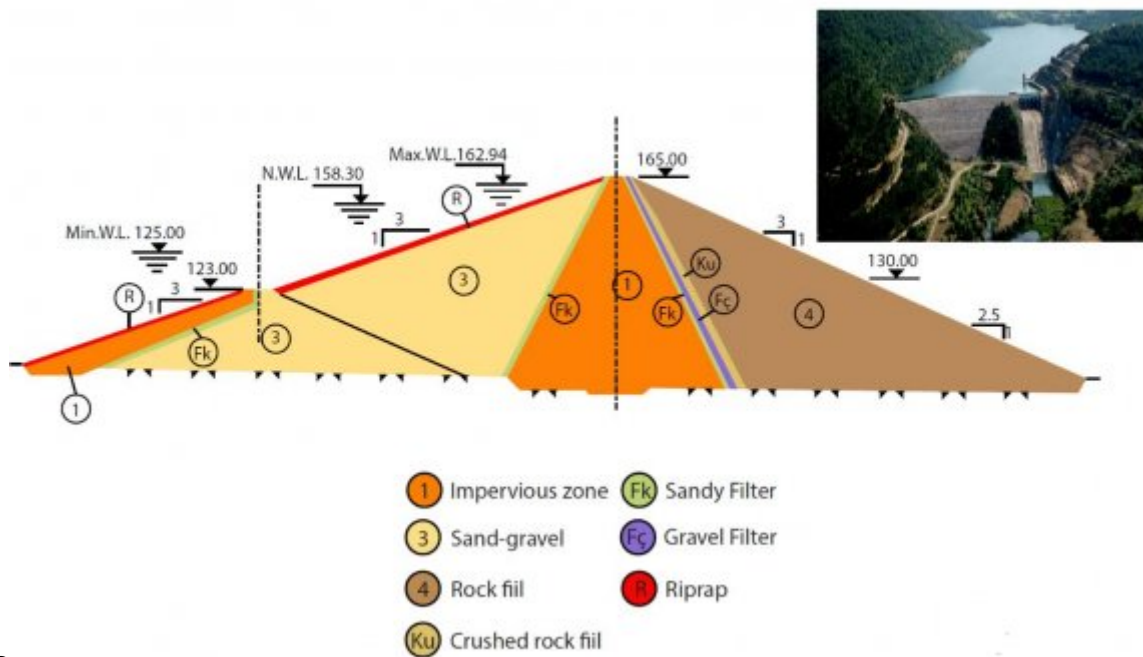 Max.W.L.162.94
165.00
N.W.L. 158.30
R
3
1
3
1
Min.W.L. 125.00
130.00
123.00
Ku
3
1
R
3
1
Fk
Fk
Fç
4
2.5
1
Fk
3
1
1 Impervious zone
Fk Sandy Filter
3 Sand-gravel
Fç Gravel Filter
4 Rock fiil
R Riprap
Ku Crushed rock fiil